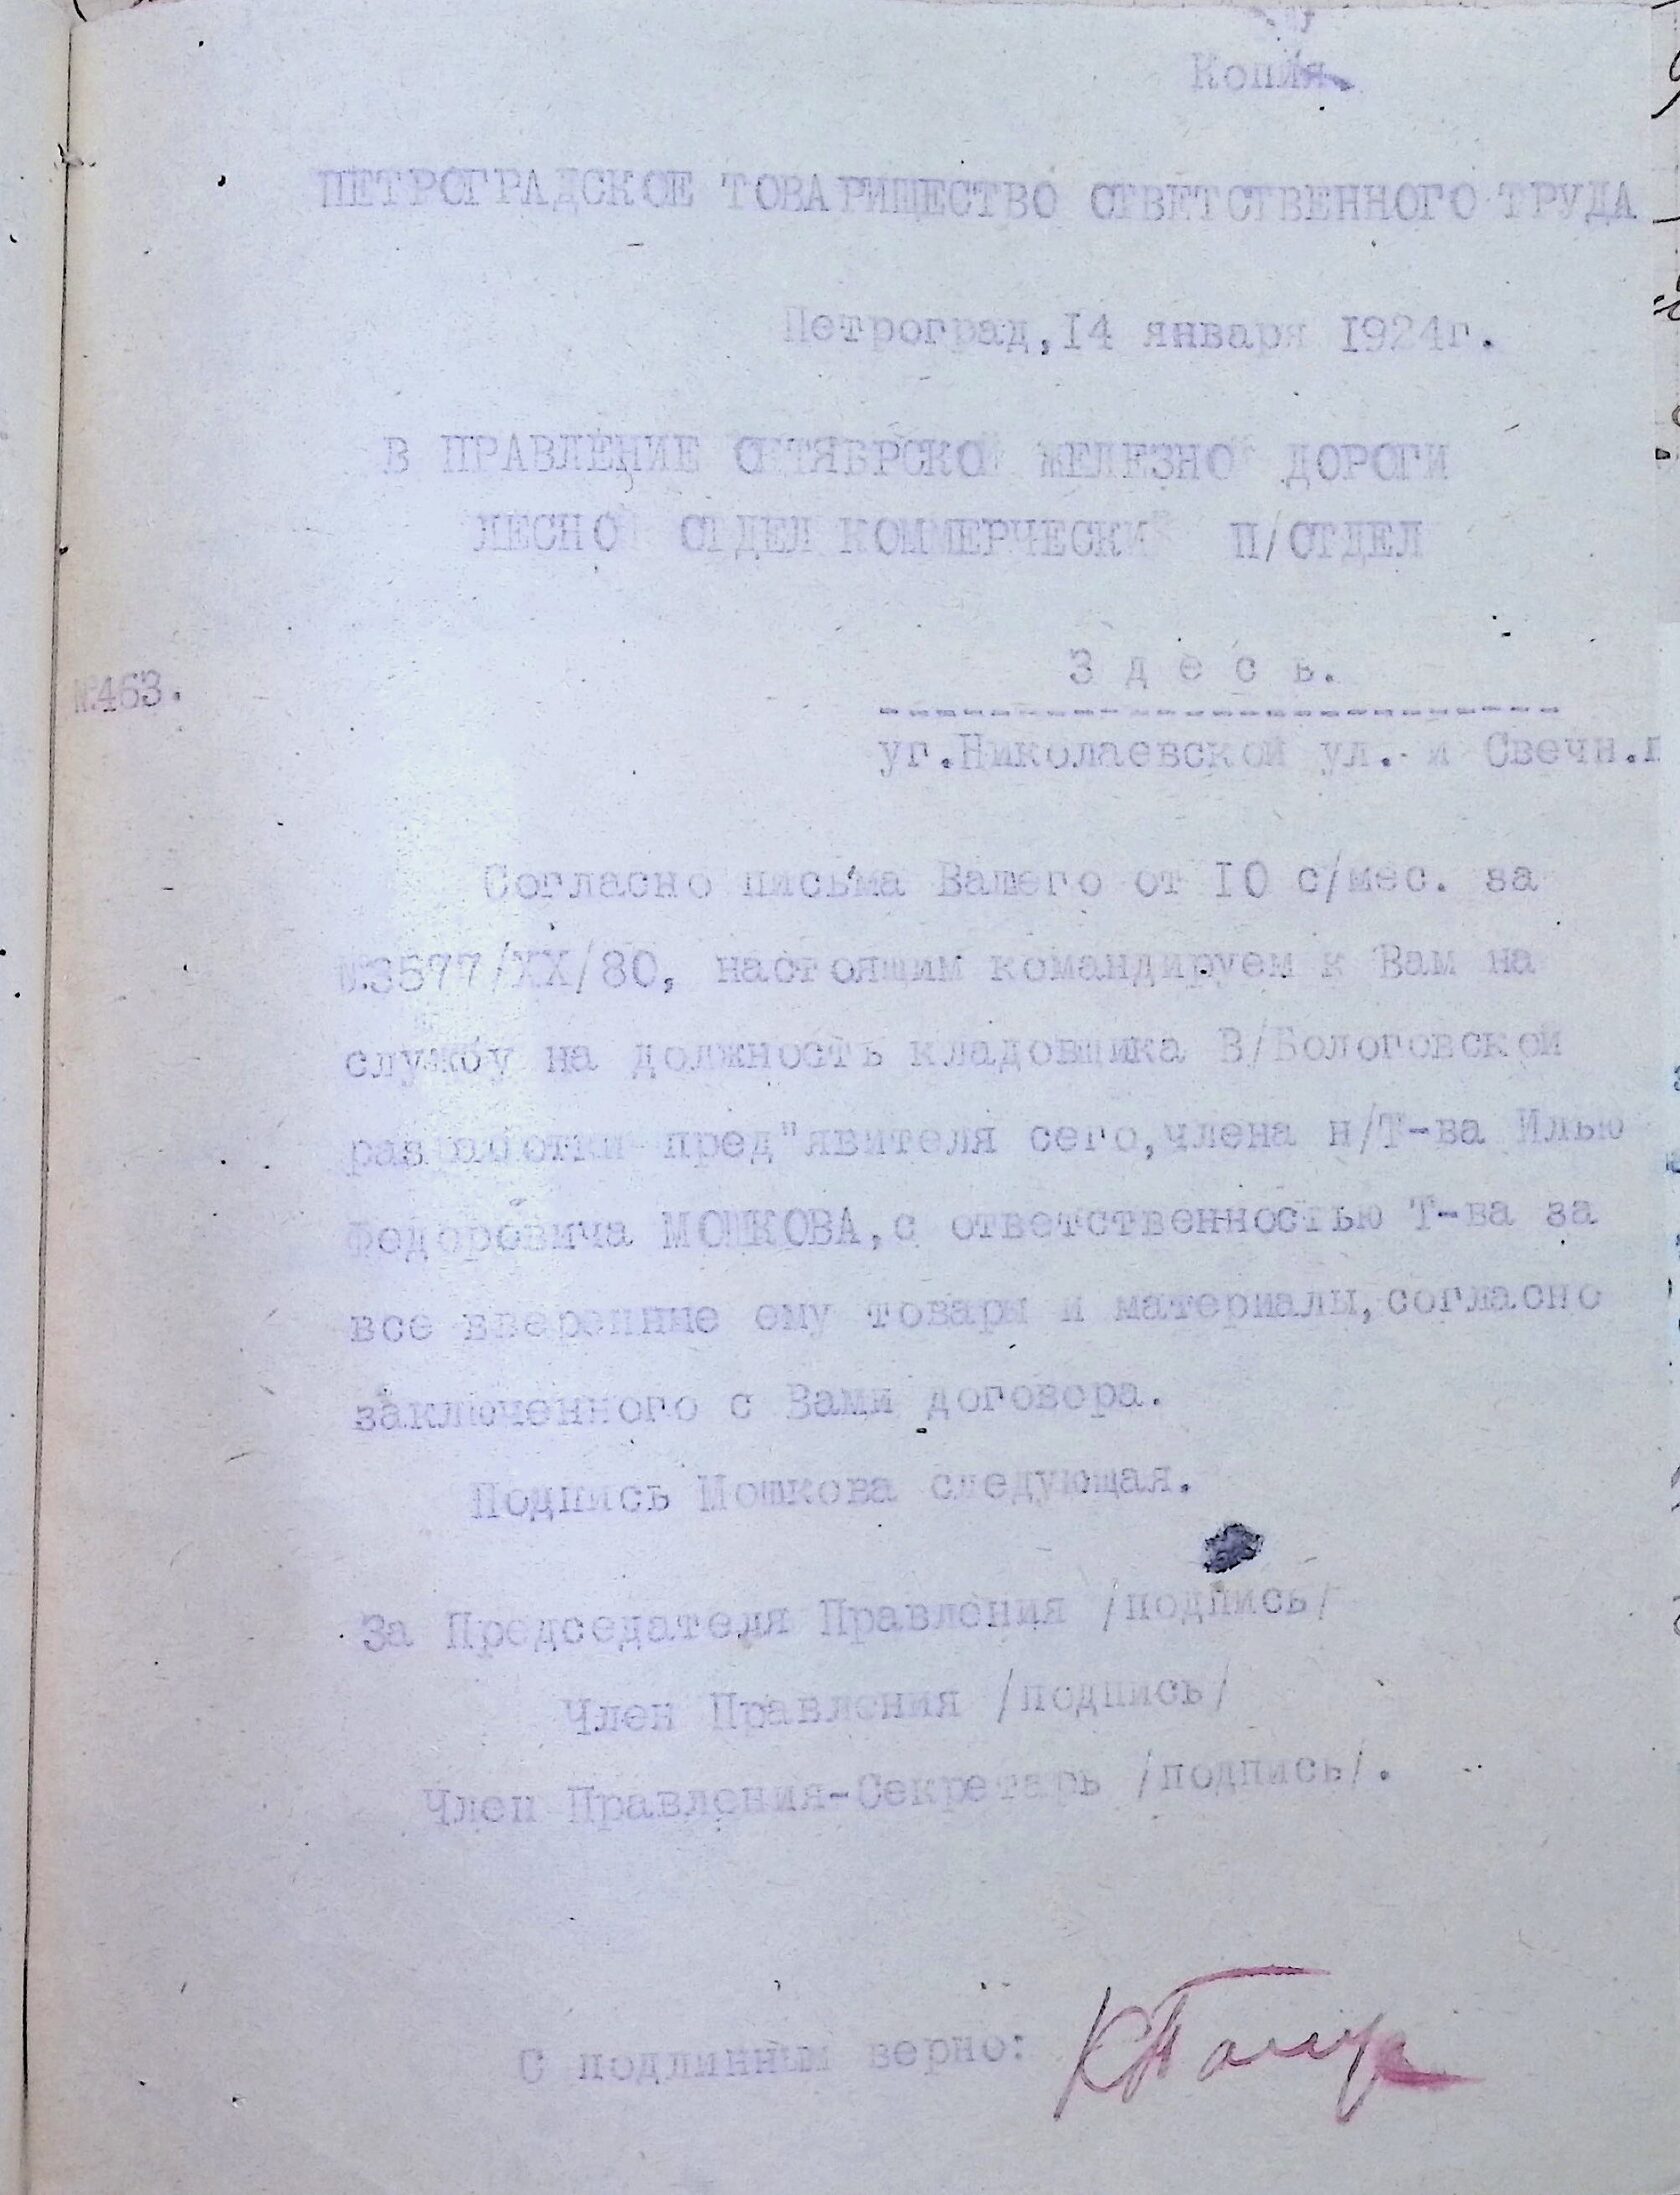 Копия
ПЕТРОГРАДСКОЕ ТОВАРИЩЕСТВО ОТВЕТСТВЕННОГО ТРУДА
Петроград, 14 января 1924г.
В ПРАВЛЕНИЕ ОКТЯБРСКОЙ ЖЕЛЕЗНОЙ ДОРОГИ
ЛЕСНОЙ ОТДЕЛ КОММЕРЧЕСКИЙ П/ОТДЕЛ
З д е с ь.
№463.
уг.Николаевской ул. и Свечн.п
Согласно письма Вашего от 10 с/мес. за
№3577/ХХ/80, настоящим командируем к Вам на
службу на должность кладовщика В/Бологовской
разработки пред"явителя сего, члена н/Т-ва Илью
Федоровича МОШКОВА, с ответственностью Т-ва за
все вверенные ему товары и материалы, согласно
заключенного с Вами договора.
Подпись Мошкова следующая.
За Председателя Правления /подпись/
Член Правления /подпись/
Член Правления-Секретарь /подпись/.
С подлинным верно: